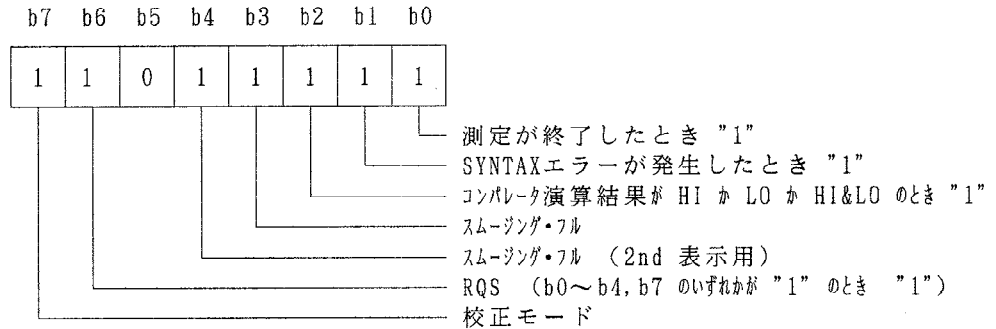 b7 b6 b5 b4 b3 b2 b1 b0
1 1 0 1 1 1 1 1
測定が終了したとき "1"
SYNTAXエラーが発生したとき "1"
コンパレータ演算結果が HI か LO か HI&LO のとき "1"
スムージング・フル
スムージング・フル (2nd 表示用)
RQS (b0～b4,b7 のいずれかが "1" のとき "1")
校正モード